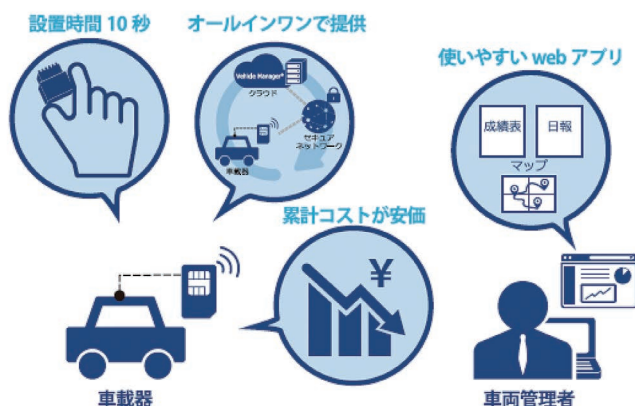 設置時間 10 秒
オールインワンで提供
Vehicle Manager®
クラウド
セキュア
ネットワーク
車載器
使いやすい web アプリ
成績表
日報
マップ
累計コストが安価
¥
車載器
車両管理者